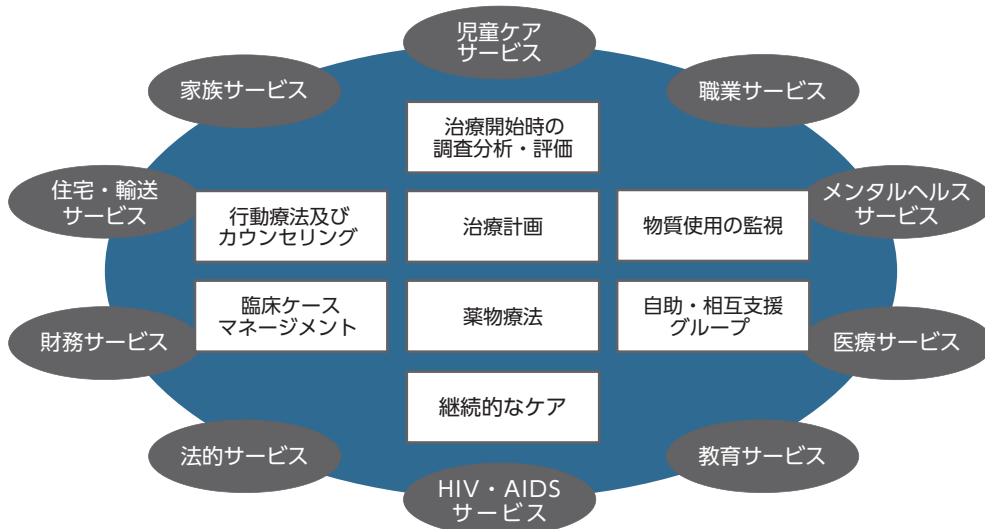 児童ケア
サービス
家族サービス
職業サービス
治療開始時の
調査分析・評価
住宅・輸送
サービス
メンタルヘルス
サービス
行動療法及び
カウンセリング
治療計画
物質使用の監視
臨床ケース
マネージメント
薬物療法
自助・相互支援
グループ
財務サービス
医療サービス
継続的なケア
法的サービス
教育サービス
HIV・AIDS
サービス